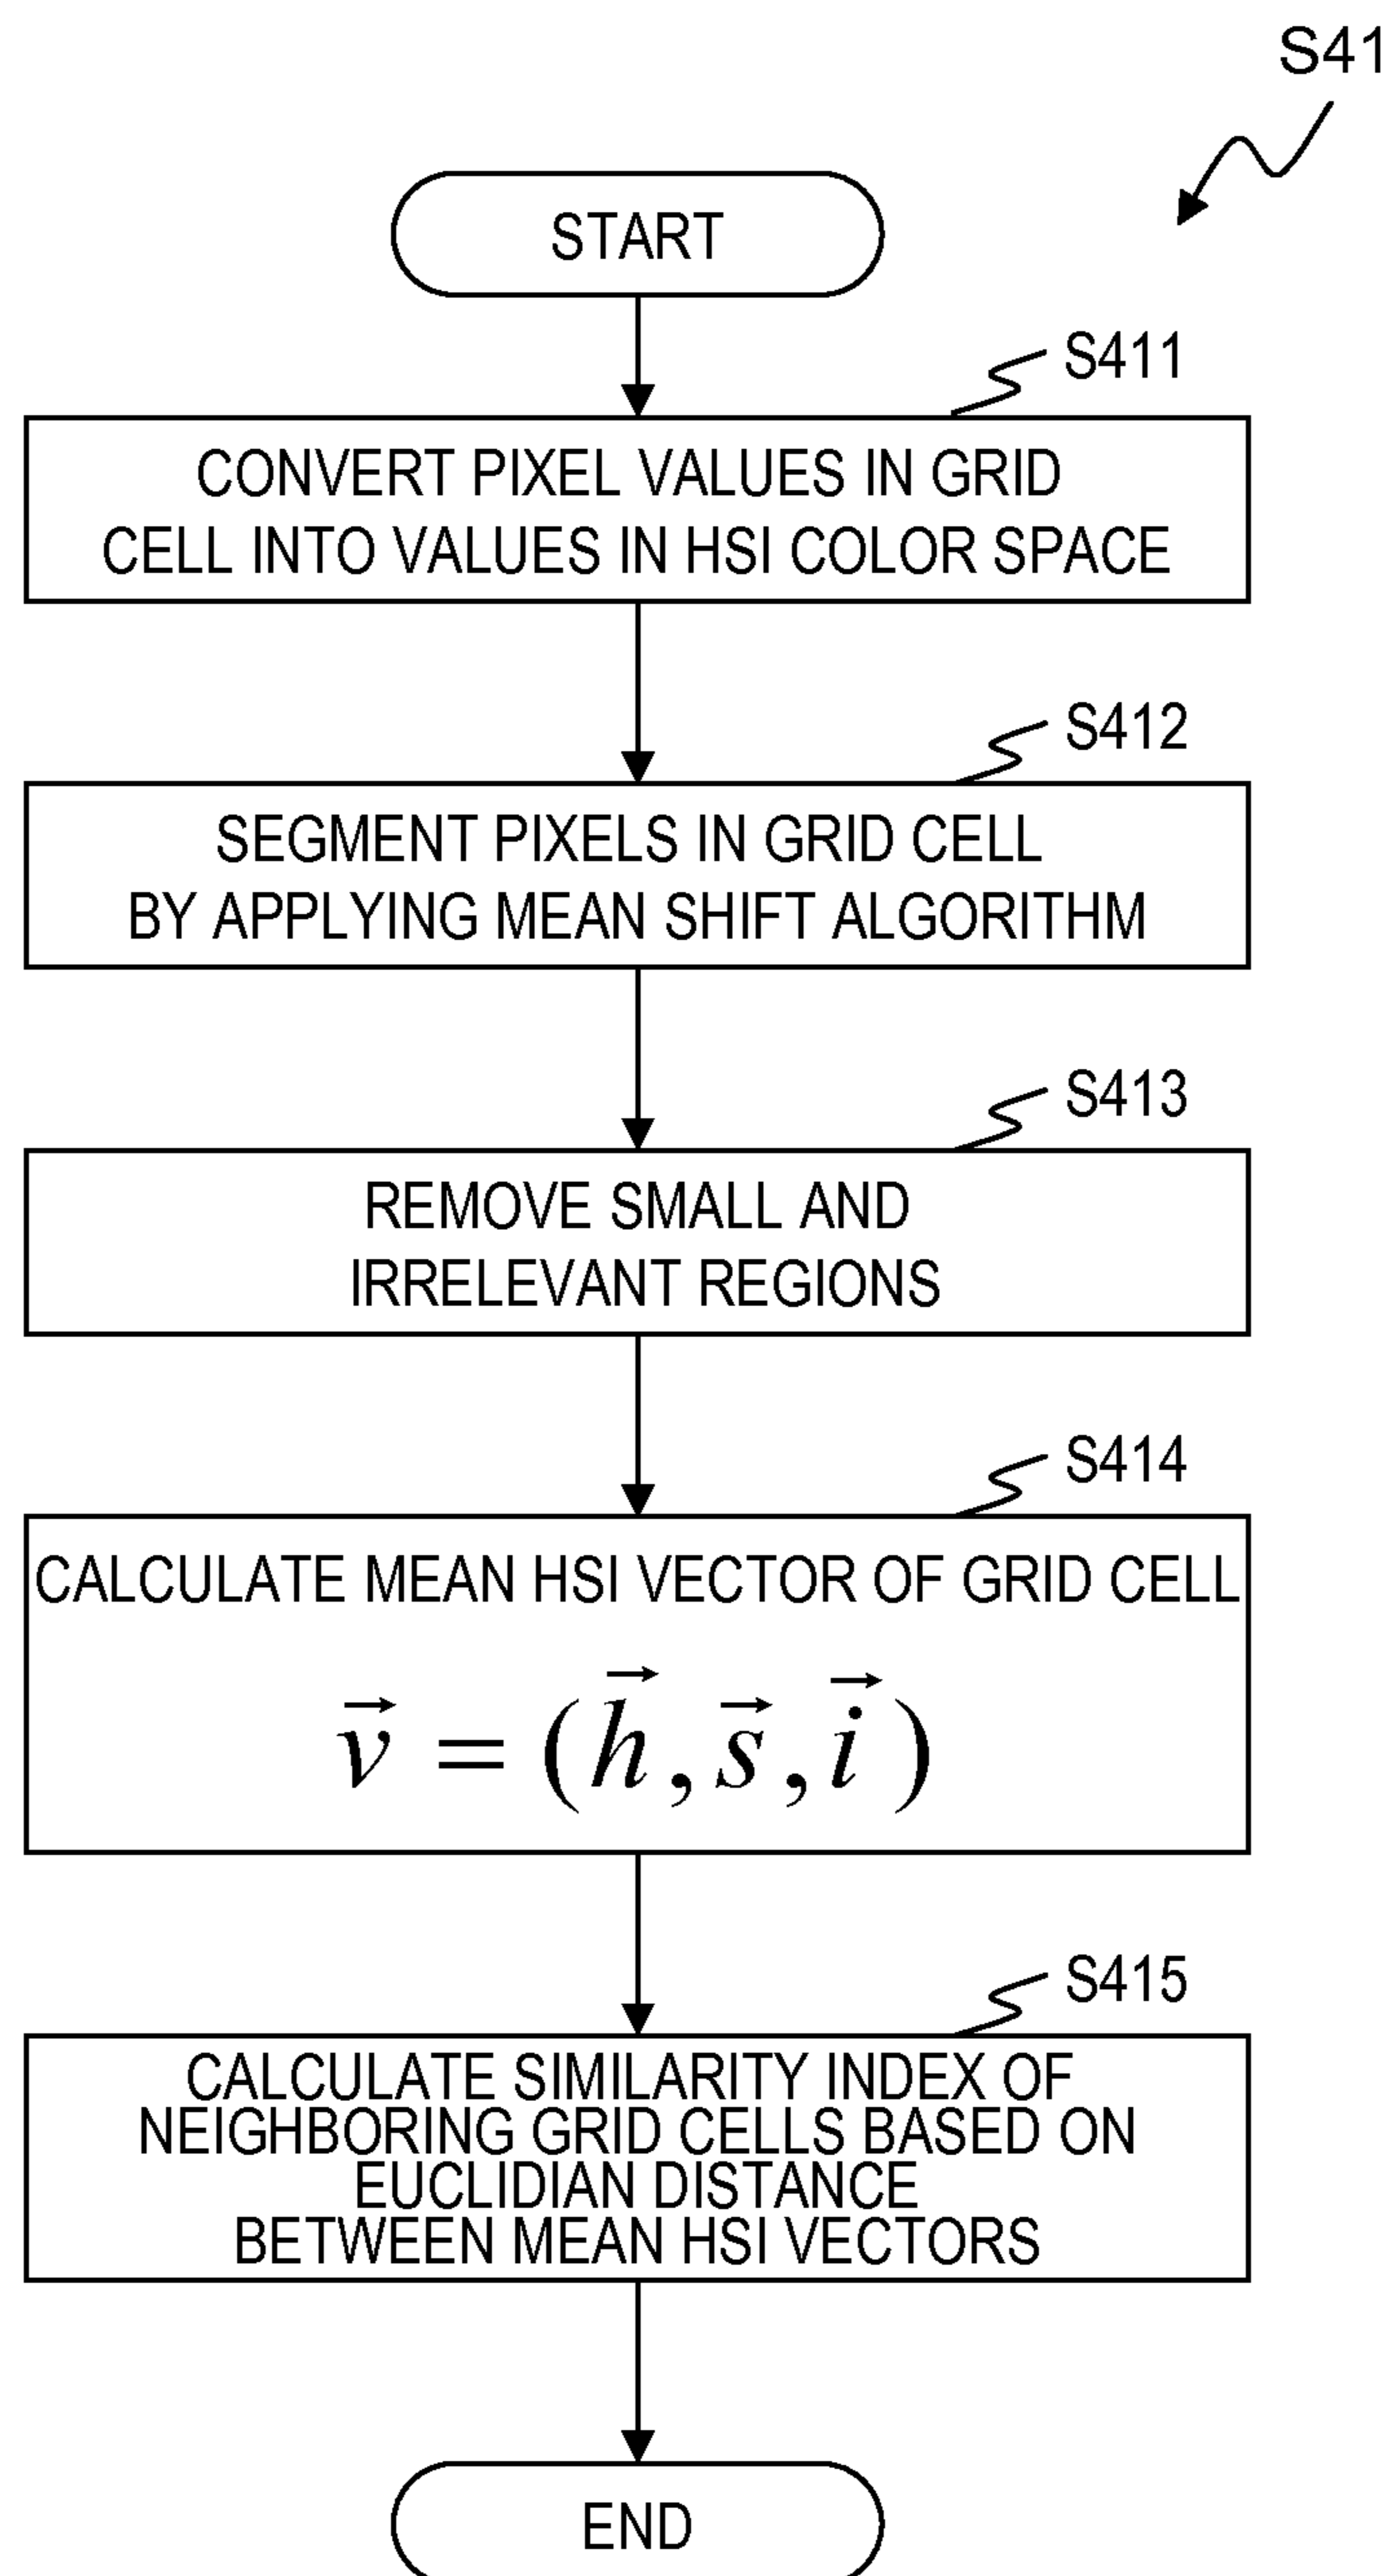 S41
START
S411
CONVERT PIXEL VALUES IN GRID
CELL INTO VALUES IN HSI COLOR SPACE
S412
SEGMENT PIXELS IN GRID CELL
BY APPLYING MEAN SHIFT ALGORITHM
S413
REMOVE SMALL AND
IRRELEVANT REGIONS
S414
CALCULATE MEAN HSI VECTOR OF GRID CELL
v⃗ = (h⃗, s⃗, i⃗)
S415
CALCULATE SIMILARITY INDEX OF
NEIGHBORING GRID CELLS BASED ON
EUCLIDIAN DISTANCE
BETWEEN MEAN HSI VECTORS
END